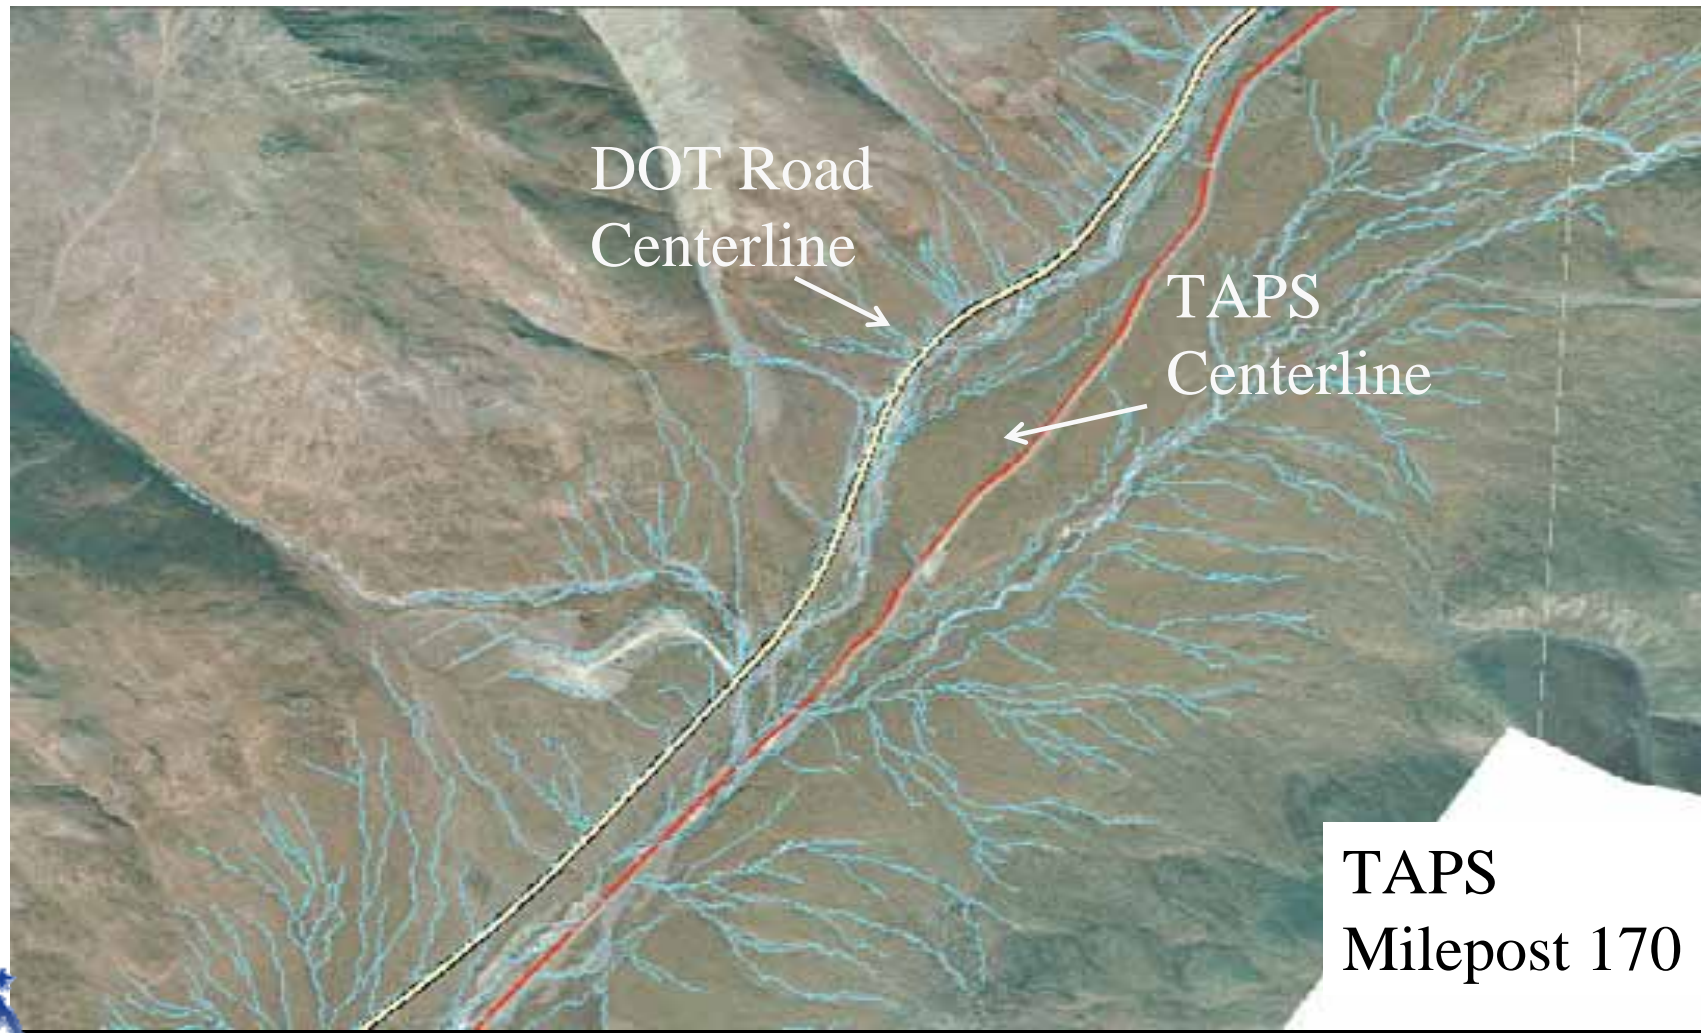 DOT Road
Centerline
TAPS
Centerline
TAPS
Milepost 170